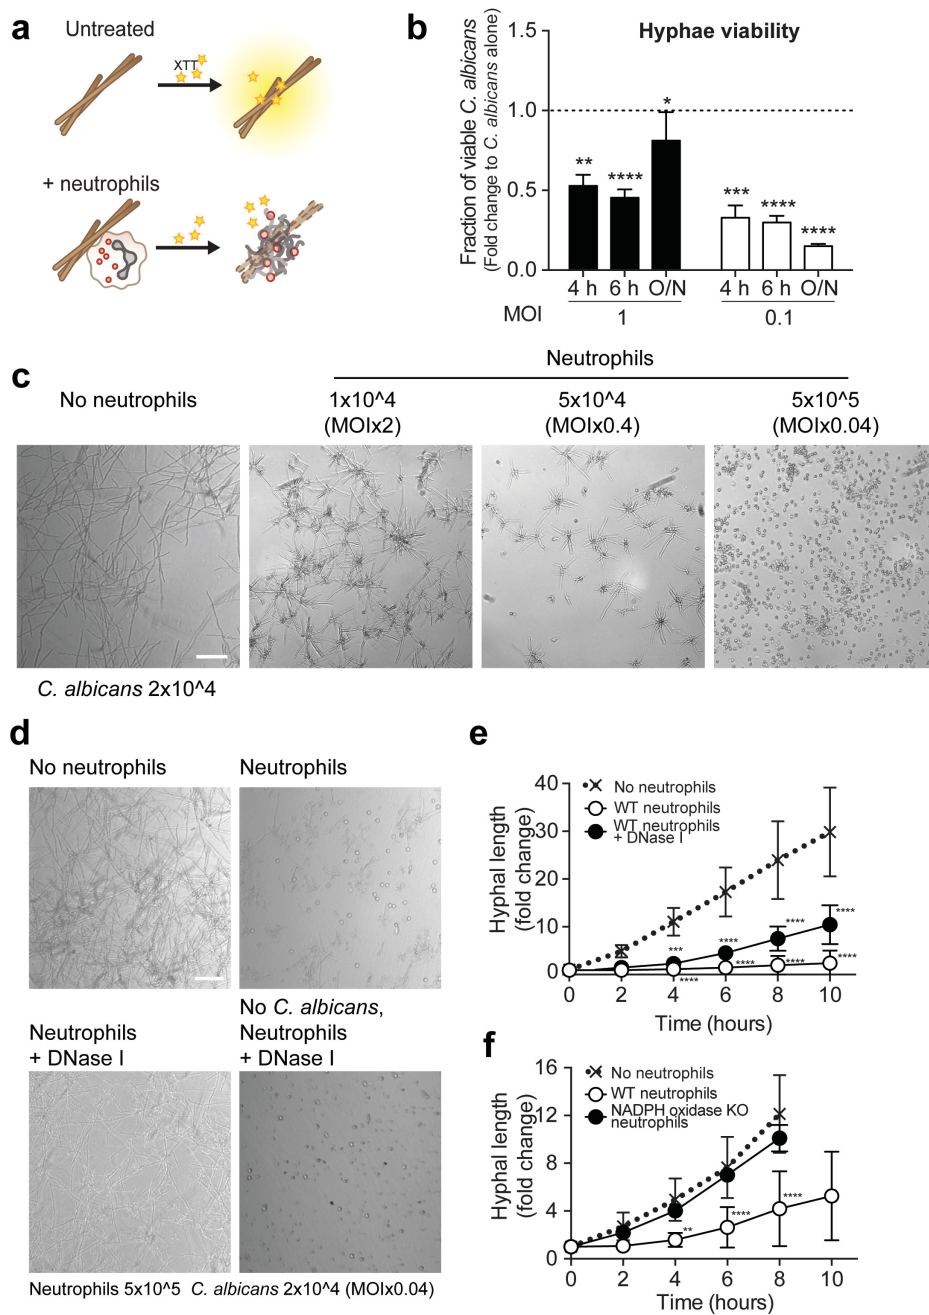 a
Untreated
XTT
+ neutrophils
b
Hyphae viability
Fraction of viable C. albicans
(Fold change to C. albicans alone)
1.5
1.0
0.5
0.0
**
****
*
***
****
****
4 h 6 h O/N 4 h 6 h O/N
MOI 1 0.1
c
Neutrophils
No neutrophils
1x10^4
(MOIx2)
5x10^4
(MOIx0.4)
5x10^5
(MOIx0.04)
C. albicans 2x10^4
d
No neutrophils
Neutrophils
Neutrophils
+ DNase I
No C. albicans,
Neutrophils
+ DNase I
Neutrophils 5x10^5 C. albicans 2x10^4 (MOIx0.04)
e
Hyphal length
(fold change)
40
30
20
10
0
No neutrophils
WT neutrophils
WT neutrophils
+ DNase I
***
****
****
****
****
****
****
****
0 2 4 6 8 10
Time (hours)
f
Hyphal length
(fold change)
16
12
8
4
0
No neutrophils
WT neutrophils
NADPH oxidase KO
neutrophils
**
****
****
0 2 4 6 8 10
Time (hours)